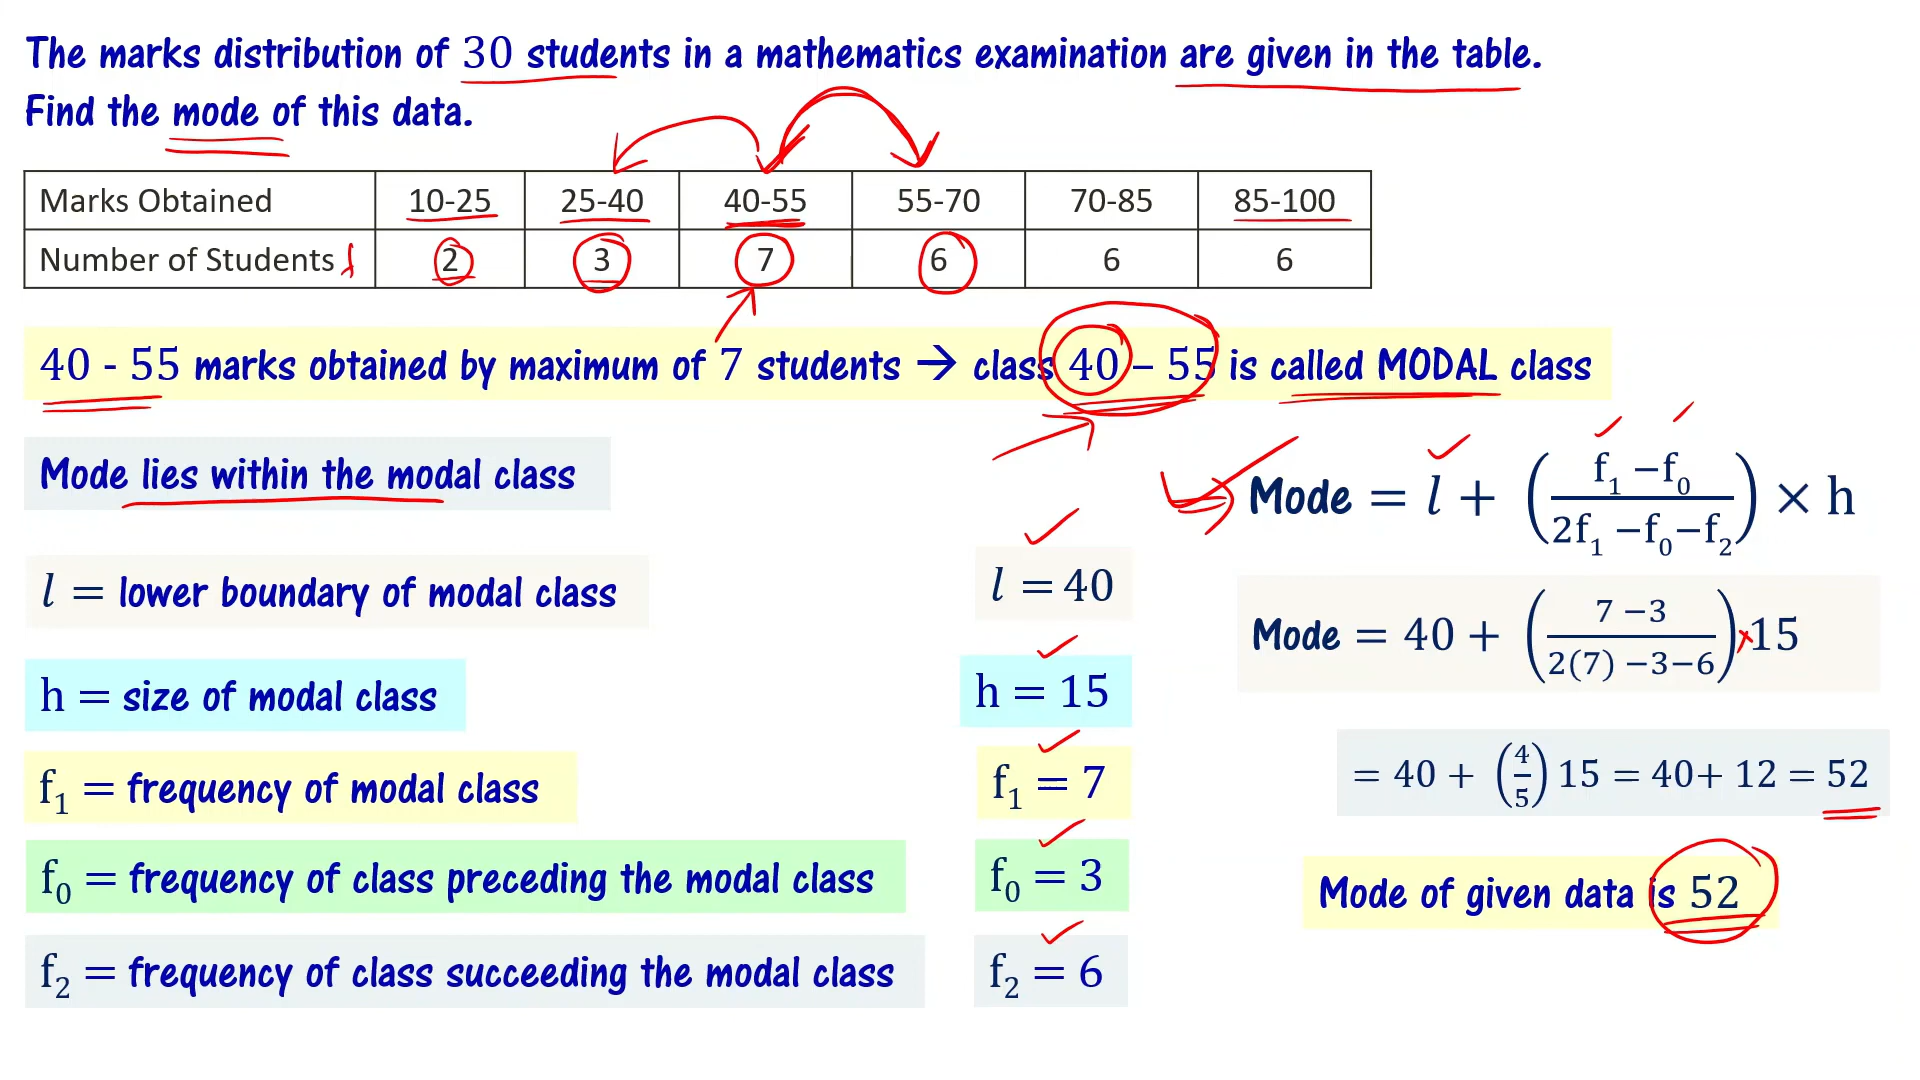 The marks distribution of 30 students in a mathematics examination are given in the table.
Find the mode of this data.
Marks Obtained 10-25 25-40 40-55 55-70 70-85 85-100
Number of Students f 2 3 7 6 6 6
40 - 55 marks obtained by maximum of 7 students → class 40 – 55 is called MODAL class
Mode lies within the modal class
Mode = l + ( f₁ −f₀ / 2f₁ −f₀−f₂ ) × h
l = lower boundary of modal class
l = 40
Mode = 40 + ( 7 −3 / 2(7) −3−6 ) × 15
h = size of modal class
h = 15
= 40 + (4/5) 15 = 40+ 12 = 52
f₁ = frequency of modal class
f₁ = 7
f₀ = frequency of class preceding the modal class
f₀ = 3
Mode of given data is 52
f₂ = frequency of class succeeding the modal class
f₂ = 6